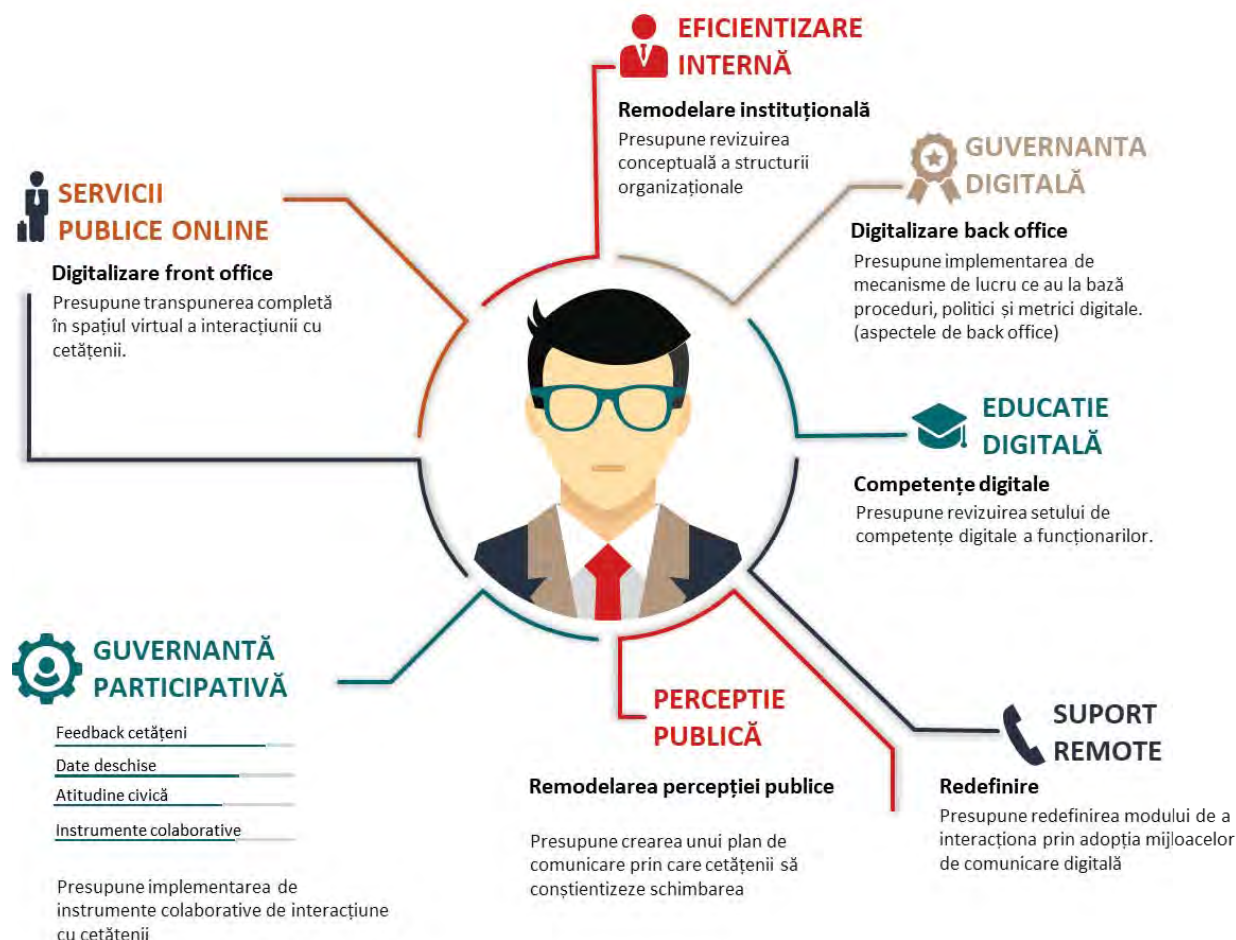 EFICIENTIZARE
INTERNĂ
Remodelare instituțională
Presupune revizuirea
conceptuală a structurii
organizaționale
GUVERNANTA
DIGITALĂ
Digitalizare back office
Presupune implementarea de
mecanisme de lucru ce au la bază
proceduri, politici și metrici digitale.
(aspectele de back office)
SERVICII
PUBLICE ONLINE
Digitalizare front office
Presupune transpunerea completă
în spațiul virtual a interacțiunii cu
cetățenii.
EDUCATIE
DIGITALĂ
Competențe digitale
Presupune revizuirea setului de
competențe digitale a funcționarilor.
GUVERNANTĂ
PARTICIPATIVĂ
Feedback cetățeni
Date deschise
Atitudine civică
Instrumente colaborative
Presupune implementarea de
instrumente colaborative de interacțiune
cu cetățenii
PERCEPTIE
PUBLICĂ
Remodelarea percepției publice
Presupune crearea unui plan de
comunicare prin care cetățenii să
conștientizeze schimbarea
SUPORT
REMOTE
Redefinire
Presupune redefinirea modului de a
interacționa prin adopția mijloacelor
de comunicare digitală